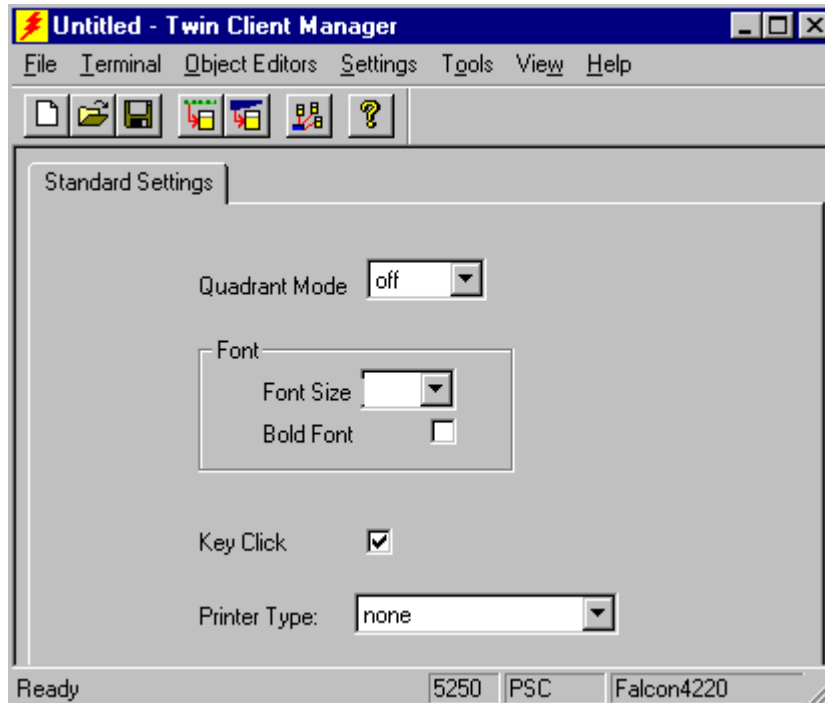 Untitled - Twin Client Manager
File Terminal Object Editors Settings Tools View Help
Standard Settings
Quadrant Mode off
Font
Font Size
Bold Font
Key Click
Printer Type: none
Ready 5250 PSC Falcon4220